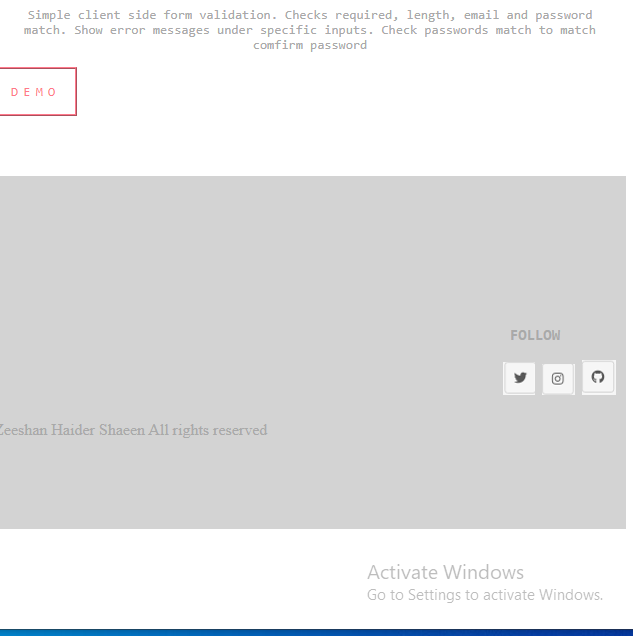 Simple client side form validation. Checks required, length, email and password
match. Show error messages under specific inputs. Check passwords match to match
comfirm password
DEMO
FOLLOW
Zeeshan Haider Shaeen All rights reserved
Activate Windows
Go to Settings to activate Windows.